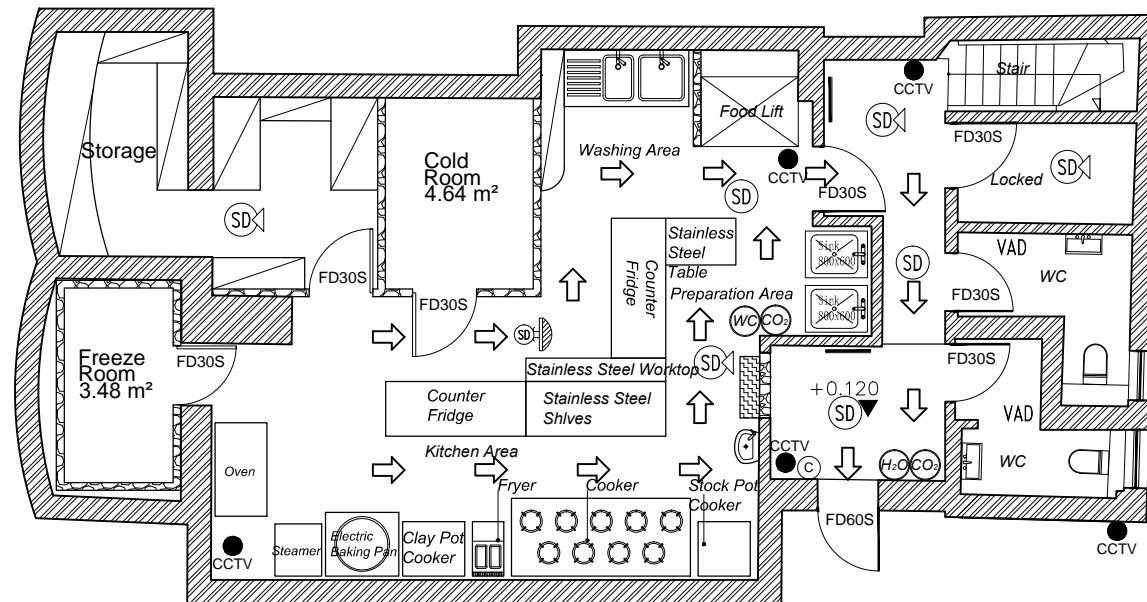 Stair
CCTV
SD
Food Lift
FD30S
Storage
Cold
Room
4.64 m²
Washing Area
CCTV
SD
Locked
FD30S
SD
SD
Stainless
Steel
Table
Sink
800x600
SD
VAD
WC
FD30S
FD30S
Counter
Fridge
Preparation Area
WC
CO₂
Sink
800x600
FD30S
SD
Freeze
Room
3.48 m²
FD30S
FD30S
Stainless Steel Worktop
SD
Counter
Fridge
Stainless Steel
Shlves
+0.120
SD
VAD
Kitchen Area
CCTV
C
H₂O
CO₂
WC
Oven
Fryer
Cooker
Stock Pot
Cooker
FD60S
CCTV
Steamer
Electric
Baking Pan
Clay Pot
Cooker
CCTV